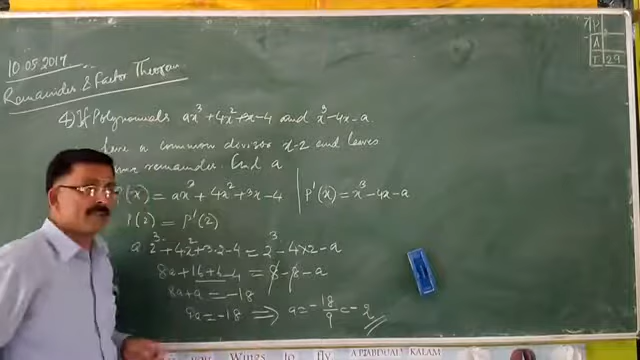 10.05.2017
Remainder & Factor Theorem
P
A
T 29
4) If Polynomials ax³+4x²+3x-4 and x³-4x-a
have a common divisor x-2 and leaves
same remainder. Find a
P(x) = ax³+4x²+3x-4 | P'(x) = x³-4x-a
P(2) = P'(2)
a.2³+4.2²+3.2-4 = 2³-4×2-a
8a+16+6-4 = 8-8-a
8a+a = -18
9a = -18 ⟹ a = -18/9 = -2
Wings to fly APJABDUL KALAM